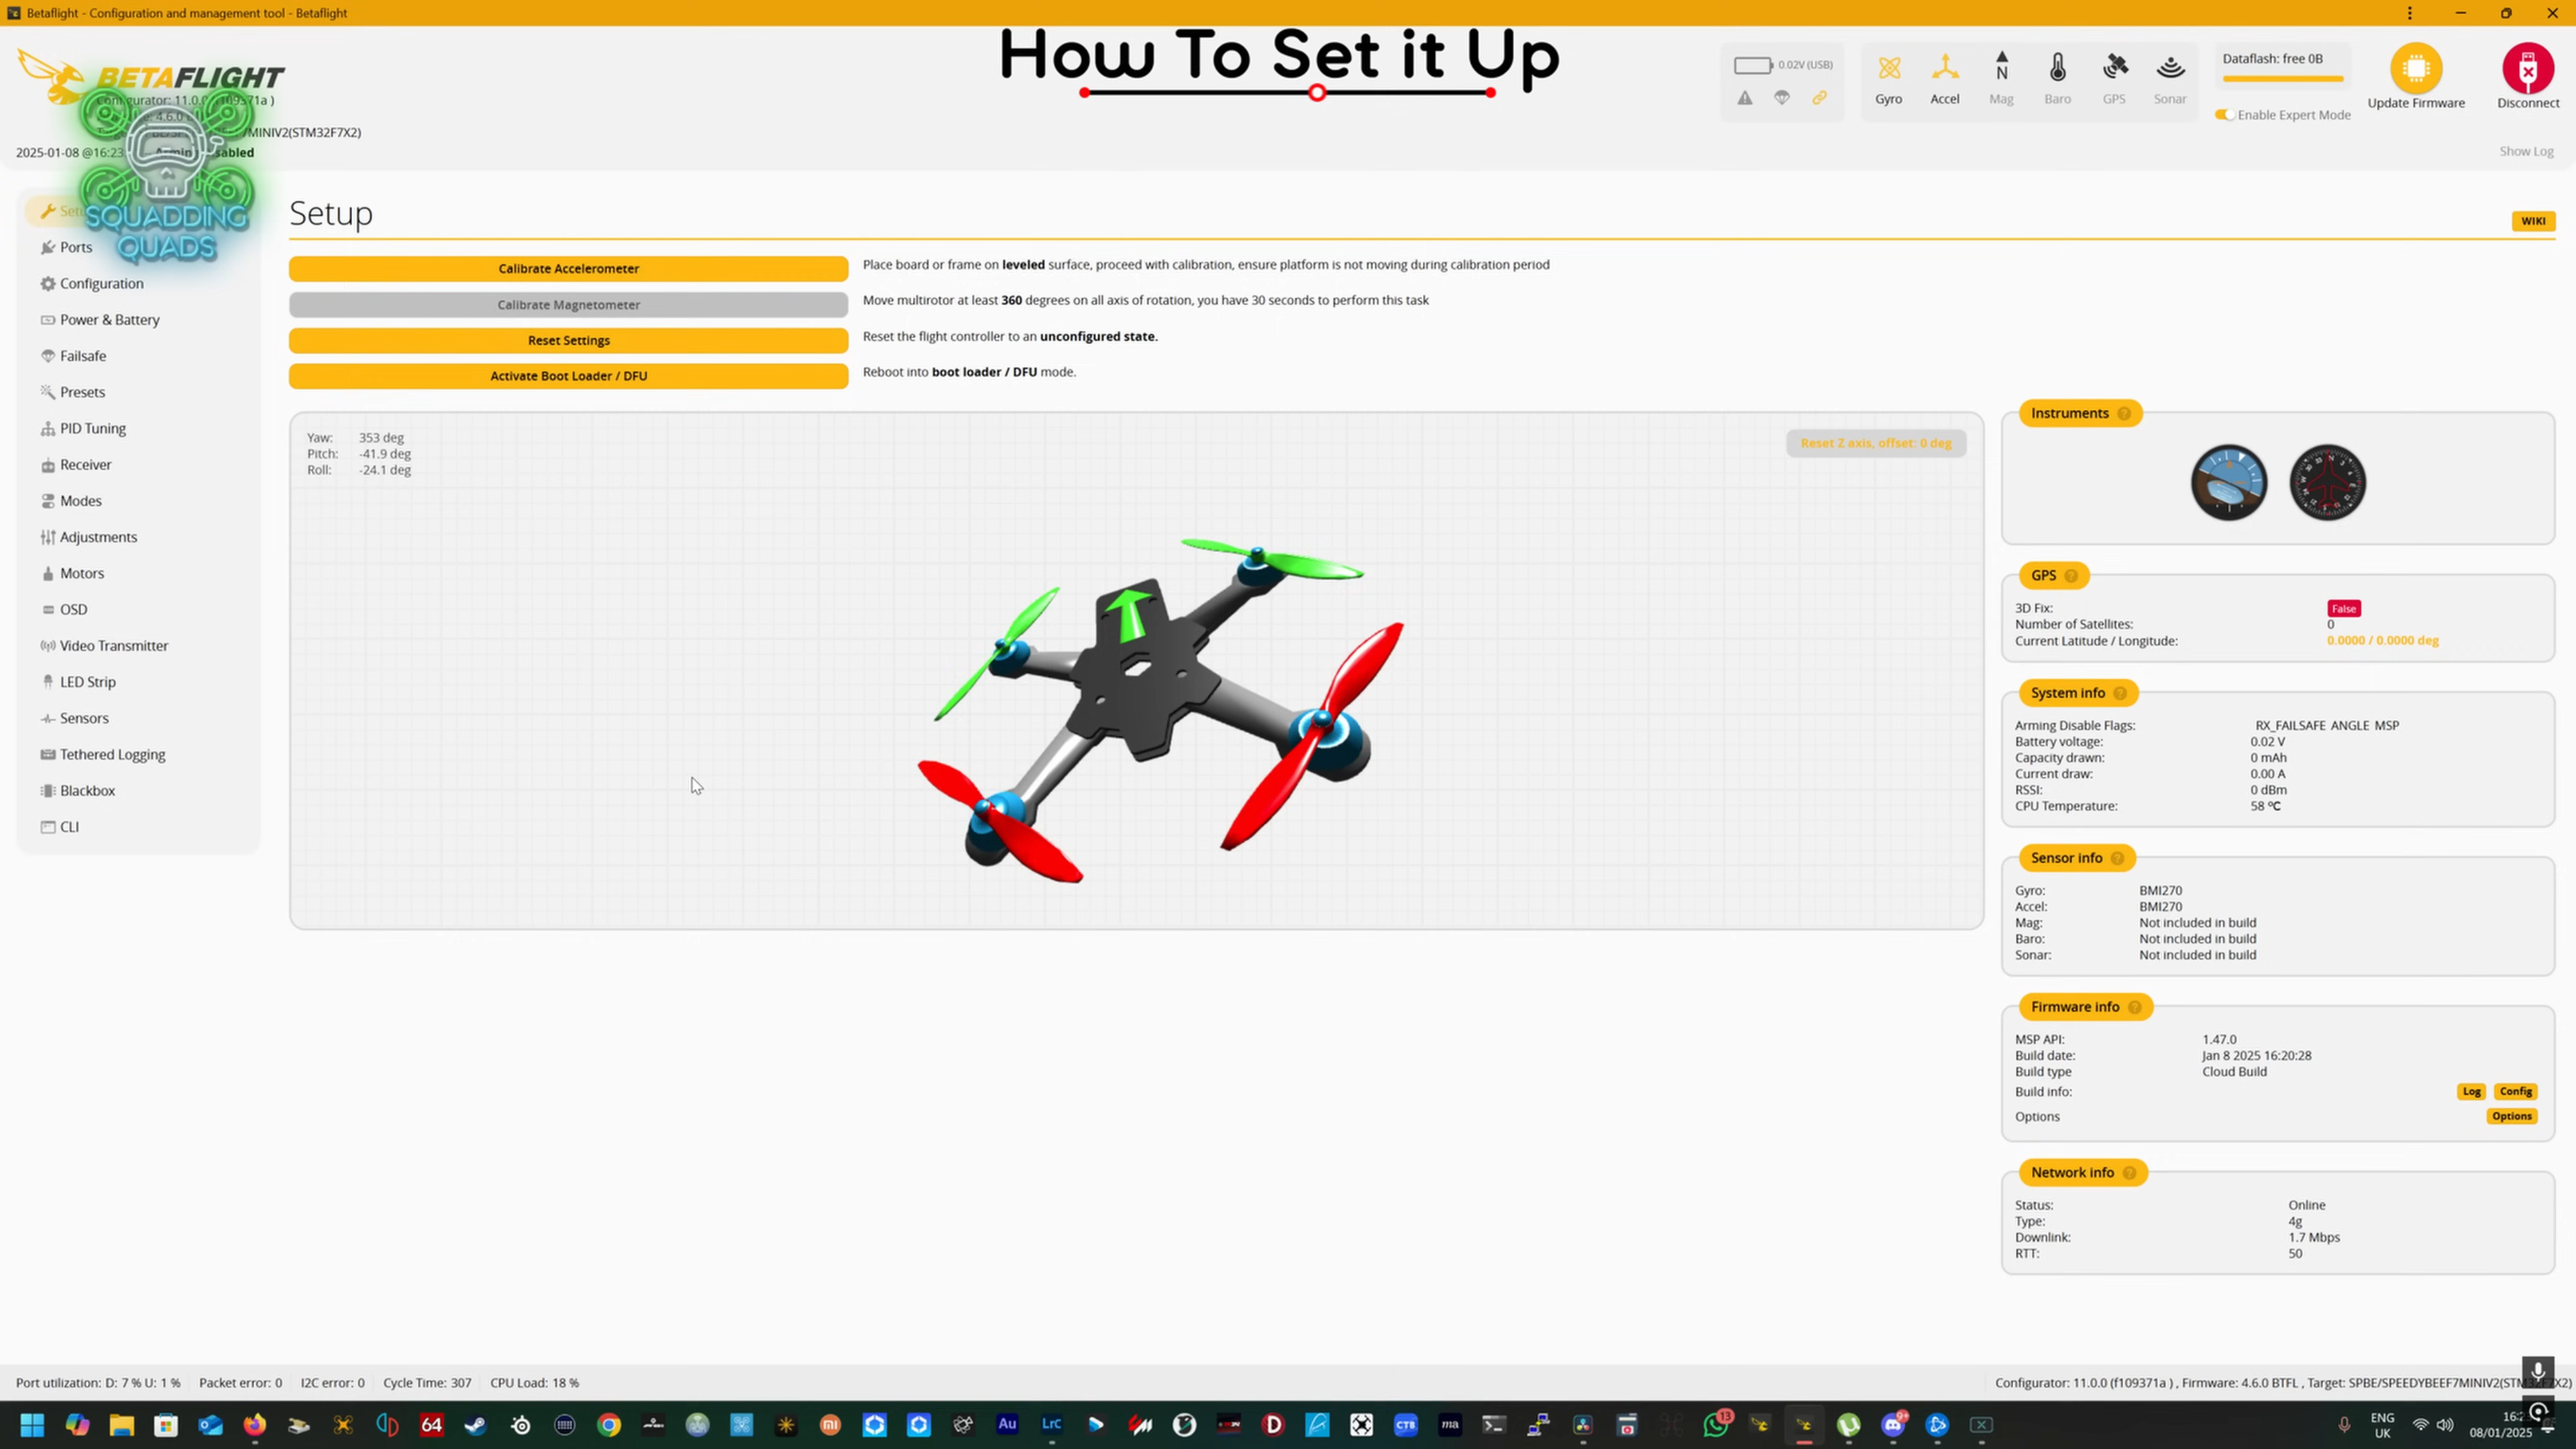 Betaflight - Configuration and management tool - Betaflight
How To Set it Up
BETAFLIGHT
MINIV2(STM32F7X2)
2025-01-08 @16:23
SQUADDING
QUADS
0.02V (USB)
Gyro
Accel
Mag
Baro
GPS
Sonar
Dataflash: free 0B
Enable Expert Mode
Update Firmware
Disconnect
Show Log
Ports
Configuration
Power & Battery
Failsafe
Presets
PID Tuning
Receiver
Modes
Adjustments
Motors
OSD
Video Transmitter
LED Strip
Sensors
Tethered Logging
Blackbox
CLI
Setup
WIKI
Calibrate Accelerometer
Place board or frame on leveled surface, proceed with calibration, ensure platform is not moving during calibration period
Calibrate Magnetometer
Move multirotor at least 360 degrees on all axis of rotation, you have 30 seconds to perform this task
Reset Settings
Reset the flight controller to an unconfigured state.
Activate Boot Loader / DFU
Reboot into boot loader / DFU mode.
Yaw: 353 deg
Pitch: -41.9 deg
Roll: -24.1 deg
Reset Z axis, offset: 0 deg
Instruments
GPS
3D Fix: False
Number of Satellites: 0
Current Latitude / Longitude: 0.0000 / 0.0000 deg
System info
Arming Disable Flags: RX_FAILSAFE ANGLE MSP
Battery voltage: 0.02 V
Capacity drawn: 0 mAh
Current draw: 0.00 A
RSSI: 0 dBm
CPU Temperature: 58 °C
Sensor info
Gyro: BMI270
Accel: BMI270
Mag: Not included in build
Baro: Not included in build
Sonar: Not included in build
Firmware info
MSP API: 1.47.0
Build date: Jan 8 2025 16:20:28
Build type Cloud Build
Build info: Log Config
Options Options
Network info
Status: Online
Type: 4g
Downlink: 1.7 Mbps
RTT: 50
Port utilization: D: 7 % U: 1 % Packet error: 0 I2C error: 0 Cycle Time: 307 CPU Load: 18 %
Configurator: 11.0.0 (f109371a ) , Firmware: 4.6.0 BTFL , Target: SPBE/SPEEDYBEEF7MINIV2(STM32F7X2)
64
Au
LrC
CTB
ma
13
9+
ENG
UK
08/01/2025